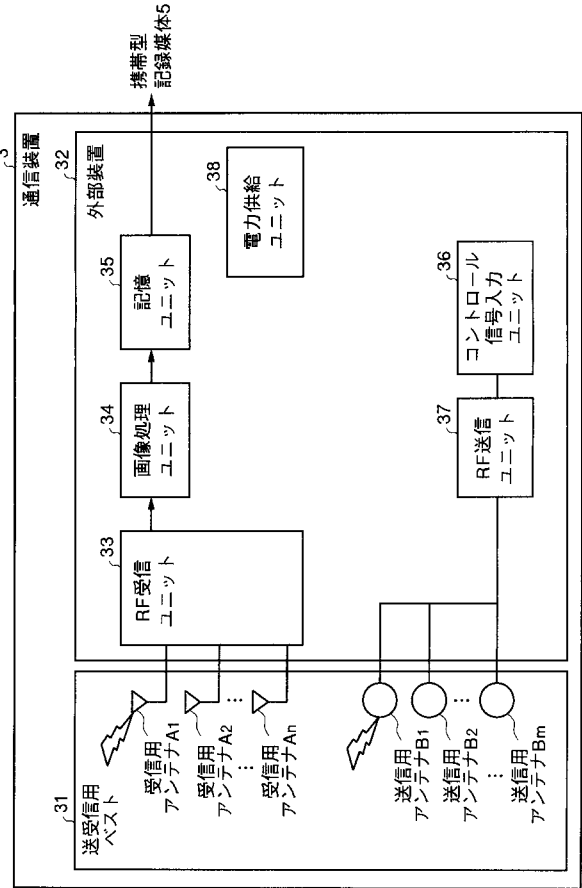 3
通信装置
31
送受信用
ベスト
受信用
アンテナA1
受信用
アンテナA2
⋮
受信用
アンテナAn
送信用
アンテナB1
送信用
アンテナB2
⋮
送信用
アンテナBm
32
外部装置
33
RF受信
ユニット
34
画像処理
ユニット
35
記憶
ユニット
携帯型
記録媒体5
38
電力供給
ユニット
37
RF送信
ユニット
36
コントロール
信号入力
ユニット